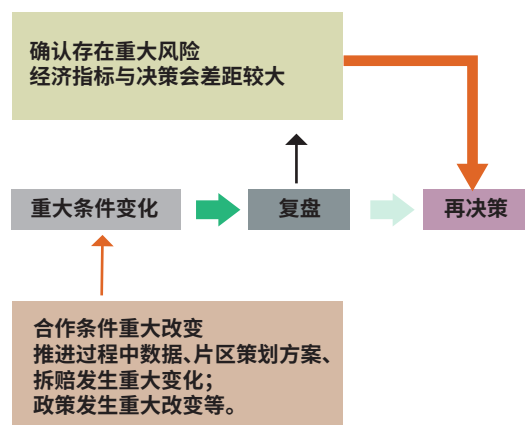 确认存在重大风险
经济指标与决策会差距较大
重大条件变化
复盘
再决策
合作条件重大改变
推进过程中数据、片区策划方案、
拆赔发生重大变化；
政策发生重大改变等。